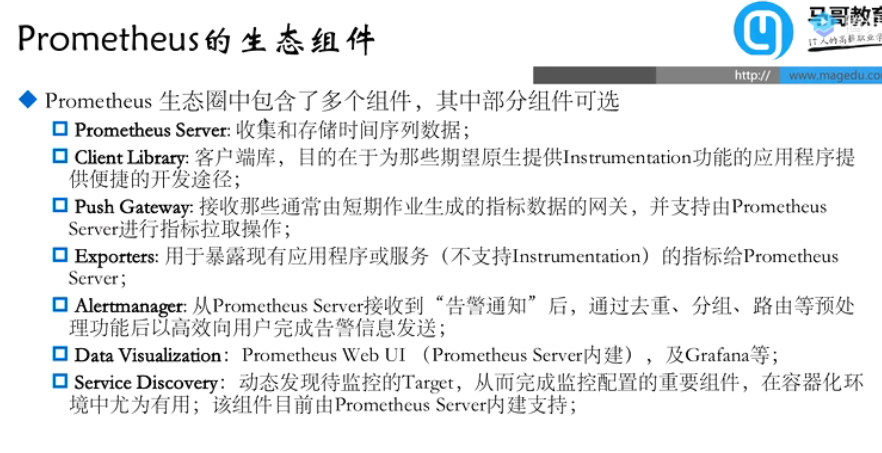 Prometheus的生态组件
马哥教育
IT人的高薪职业学
http://
www.magedu.co
Prometheus 生态圈中包含了多个组件，其中部分组件可选
Prometheus Server: 收集和存储时间序列数据；
Client Library: 客户端库，目的在于为那些期望原生提供Instrumentation功能的应用程序提
供便捷的开发途径；
Push Gateway: 接收那些通常由短期作业生成的指标数据的网关，并支持由Prometheus
Server进行指标拉取操作；
Exporters: 用于暴露现有应用程序或服务（不支持Instrumentation）的指标给Prometheus
Server；
Alertmanager: 从Prometheus Server接收到“告警通知”后，通过去重、分组、路由等预处
理功能后以高效向用户完成告警信息发送；
Data Visualization：Prometheus Web UI （Prometheus Server内建），及Grafana等；
Service Discovery：动态发现待监控的Target，从而完成监控配置的重要组件，在容器化环
境中尤为有用；该组件目前由Prometheus Server内建支持；